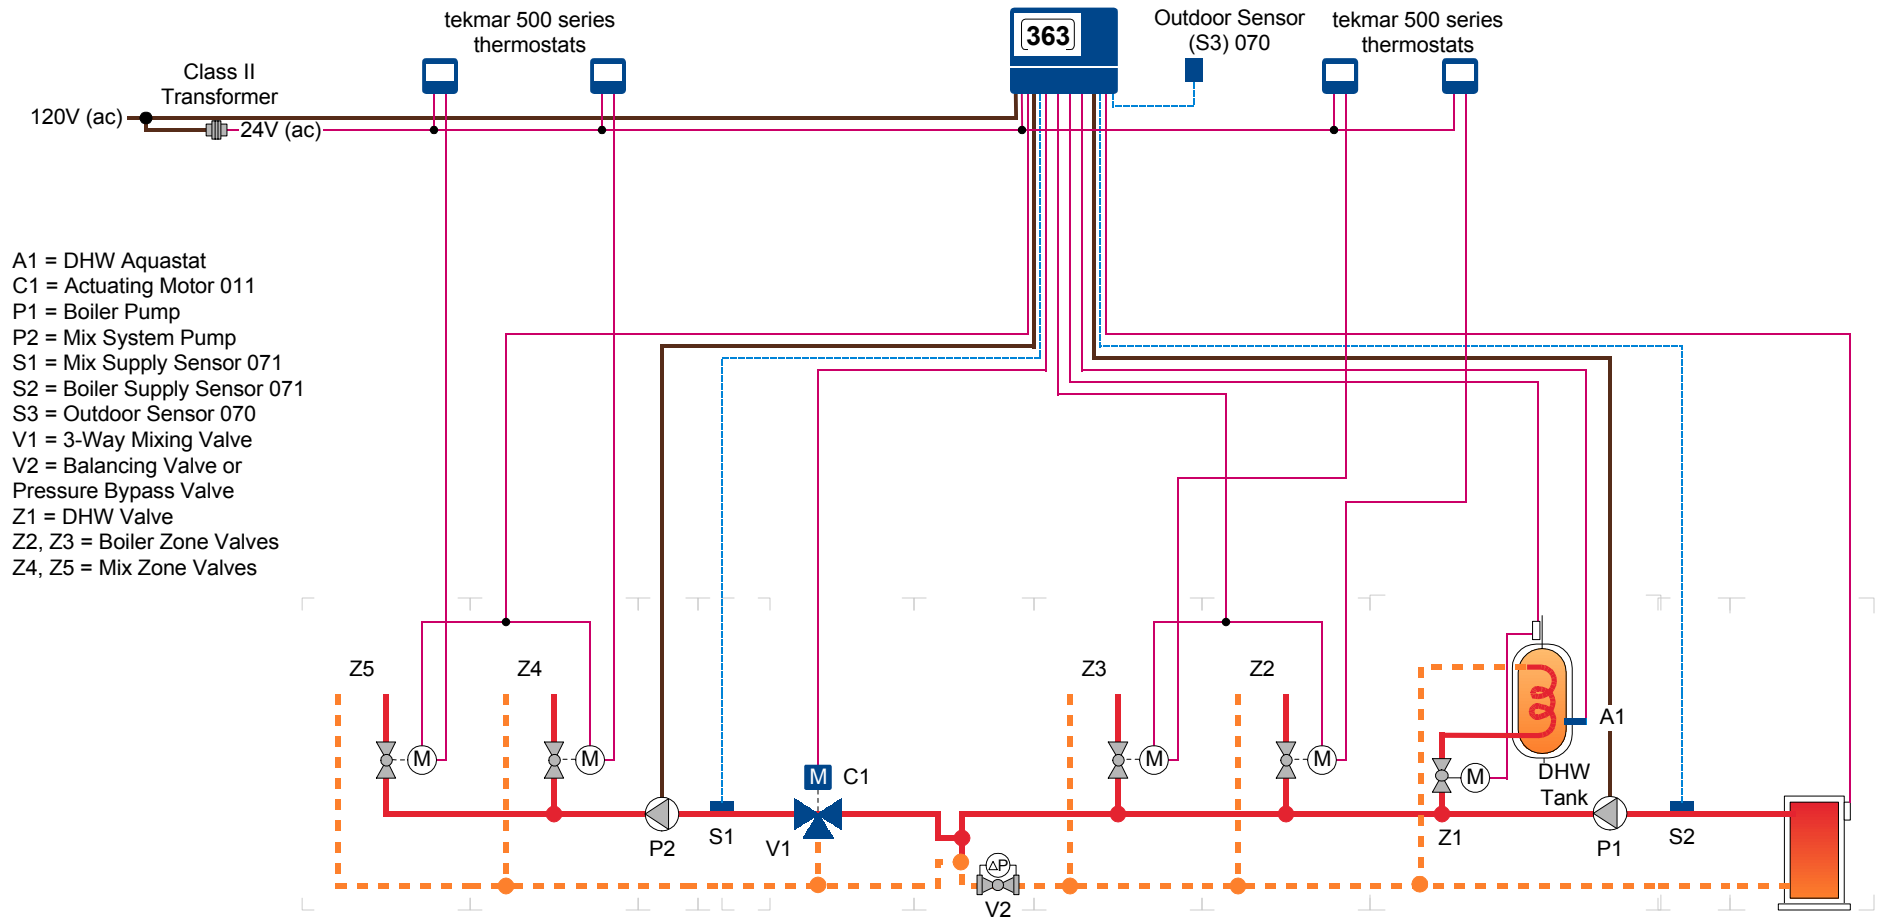 tekmar 500 series
thermostats
363
Outdoor Sensor
(S3) 070
tekmar 500 series
thermostats
Class II
Transformer
120V (ac)
24V (ac)
A1 = DHW Aquastat
C1 = Actuating Motor 011
P1 = Boiler Pump
P2 = Mix System Pump
S1 = Mix Supply Sensor 071
S2 = Boiler Supply Sensor 071
S3 = Outdoor Sensor 070
V1 = 3-Way Mixing Valve
V2 = Balancing Valve or
Pressure Bypass Valve
Z1 = DHW Valve
Z2, Z3 = Boiler Zone Valves
Z4, Z5 = Mix Zone Valves
Z5
Z4
Z3
Z2
A1
M
M
M
M
M
C1
M
DHW
Tank
P2
S1
V1
Z1
P1
S2
ΔP
V2